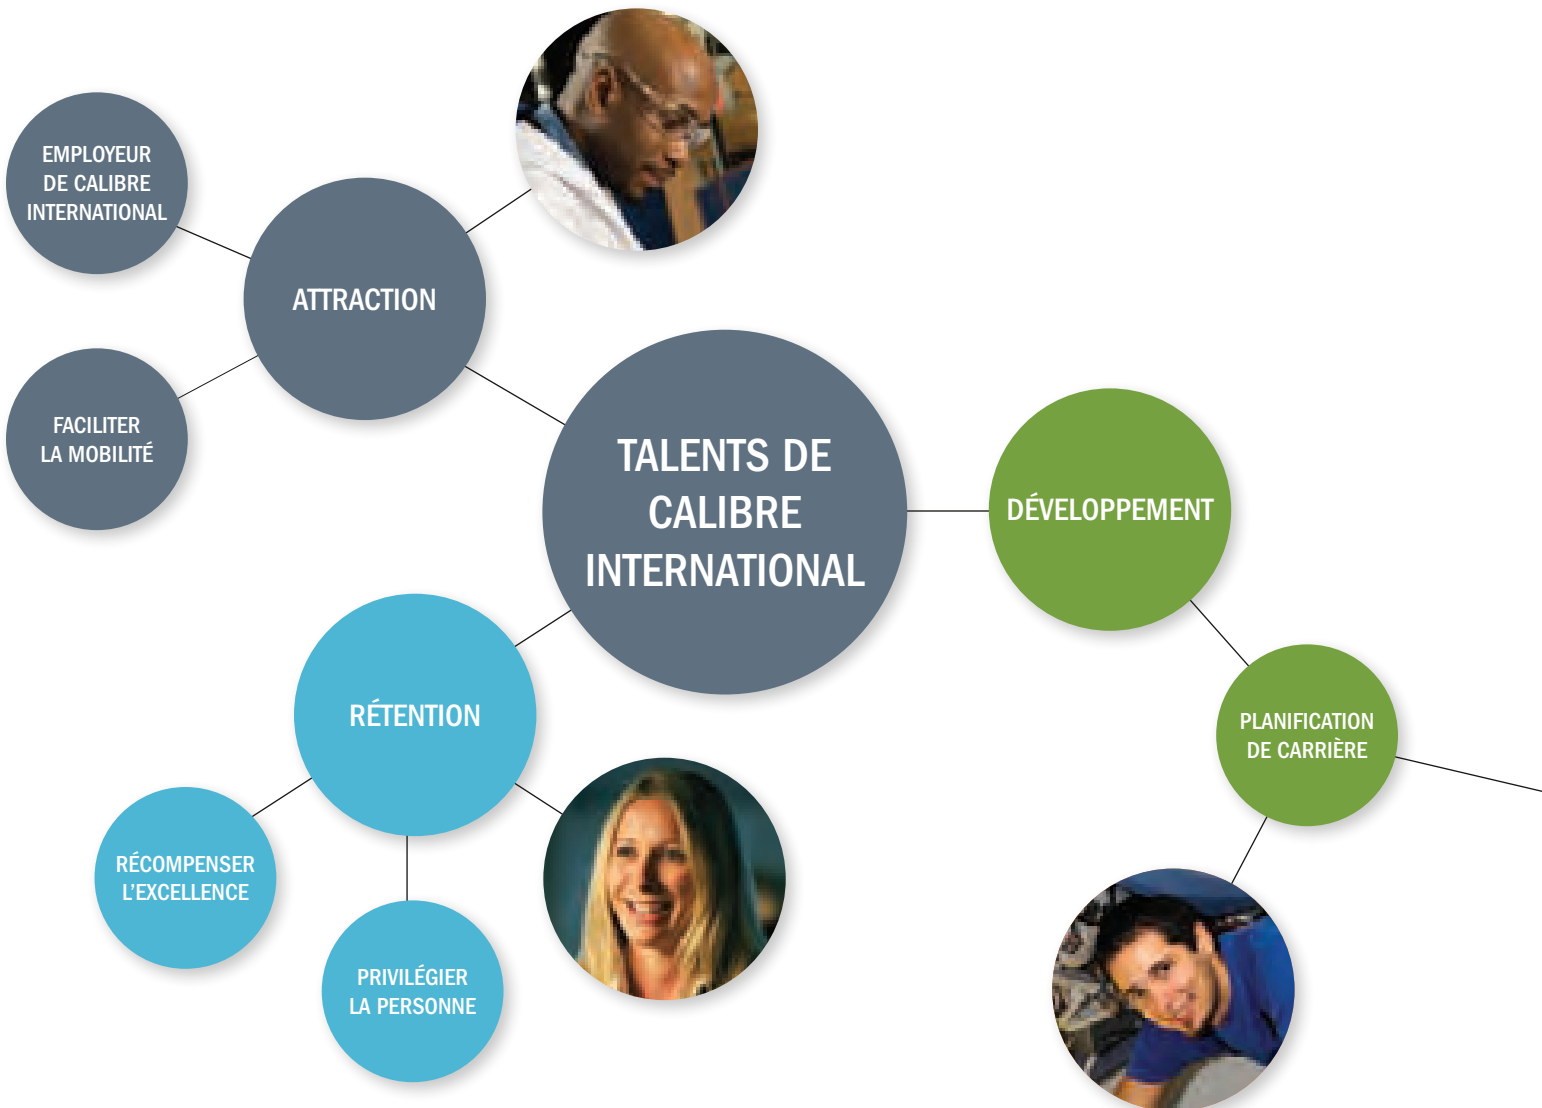 EMPLOYEUR
DE CALIBRE
INTERNATIONAL
ATTRACTION
FACILITER
LA MOBILITÉ
TALENTS DE
CALIBRE
INTERNATIONAL
DÉVELOPPEMENT
RÉTENTION
PLANIFICATION
DE CARRIÈRE
RÉCOMPENSER
L'EXCELLENCE
PRIVILÉGIER
LA PERSONNE